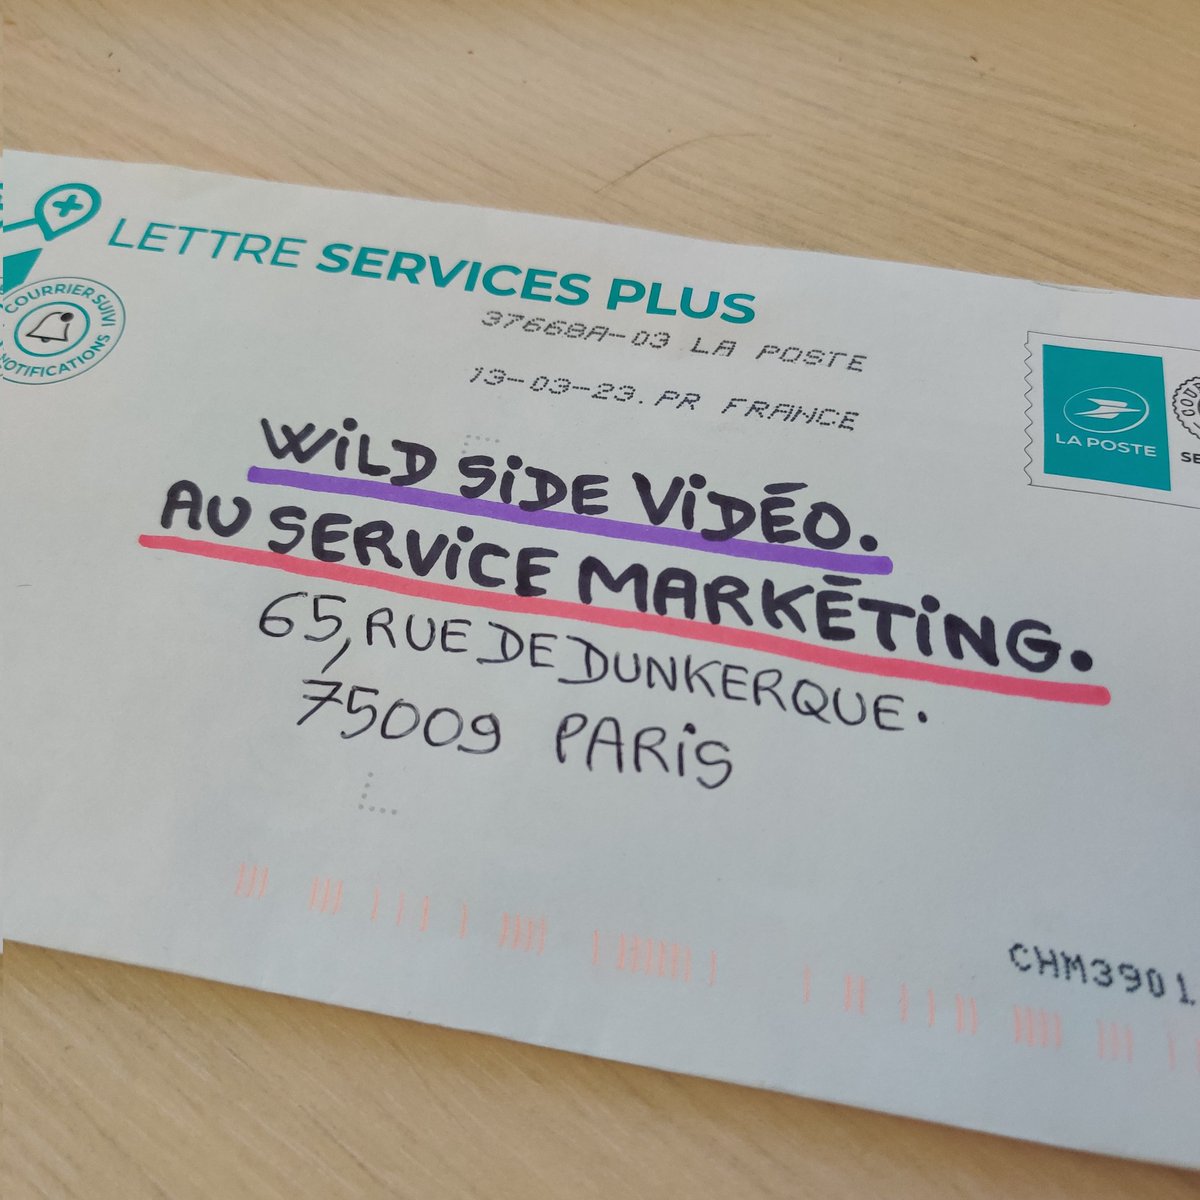 LETTRE SERVICES PLUS
COURRIER SUIVI
NOTIFICATIONS
37668A-03 LA POSTE
13-03-23.PR FRANCE
LA POSTE
WiLD SiDE ViDÉO.
AU SERViCE MARKÉTiNG.
65, RUE DE DUNKERQUE.
75009 PARiS
CHM3901